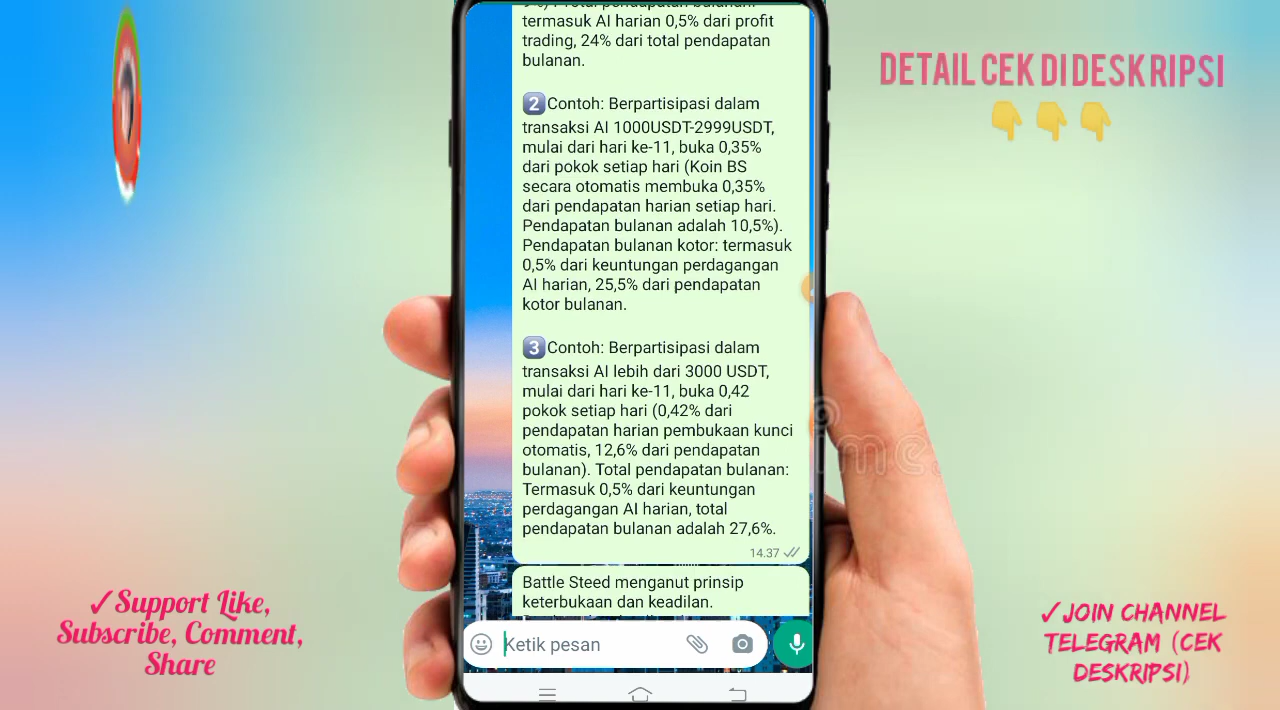 termasuk AI harian 0,5% dari profit
trading, 24% dari total pendapatan
bulanan.
2 Contoh: Berpartisipasi dalam
transaksi AI 1000USDT-2999USDT,
mulai dari hari ke-11, buka 0,35%
dari pokok setiap hari (Koin BS
secara otomatis membuka 0,35%
dari pendapatan harian setiap hari.
Pendapatan bulanan adalah 10,5%).
Pendapatan bulanan kotor: termasuk
0,5% dari keuntungan perdagangan
AI harian, 25,5% dari pendapatan
kotor bulanan.
3 Contoh: Berpartisipasi dalam
transaksi AI lebih dari 3000 USDT,
mulai dari hari ke-11, buka 0,42
pokok setiap hari (0,42% dari
pendapatan harian pembukaan kunci
otomatis, 12,6% dari pendapatan
bulanan). Total pendapatan bulanan:
Termasuk 0,5% dari keuntungan
perdagangan AI harian, total
pendapatan bulanan adalah 27,6%.
14.37
Battle Steed menganut prinsip
keterbukaan dan keadilan.
Ketik pesan
DETAIL CEK DI DESKRIPSI
👇👇👇
✓Support Like,
Subscribe, Comment,
Share
✓JOIN CHANNEL
TELEGRAM (CEK
DESKRIPSI)